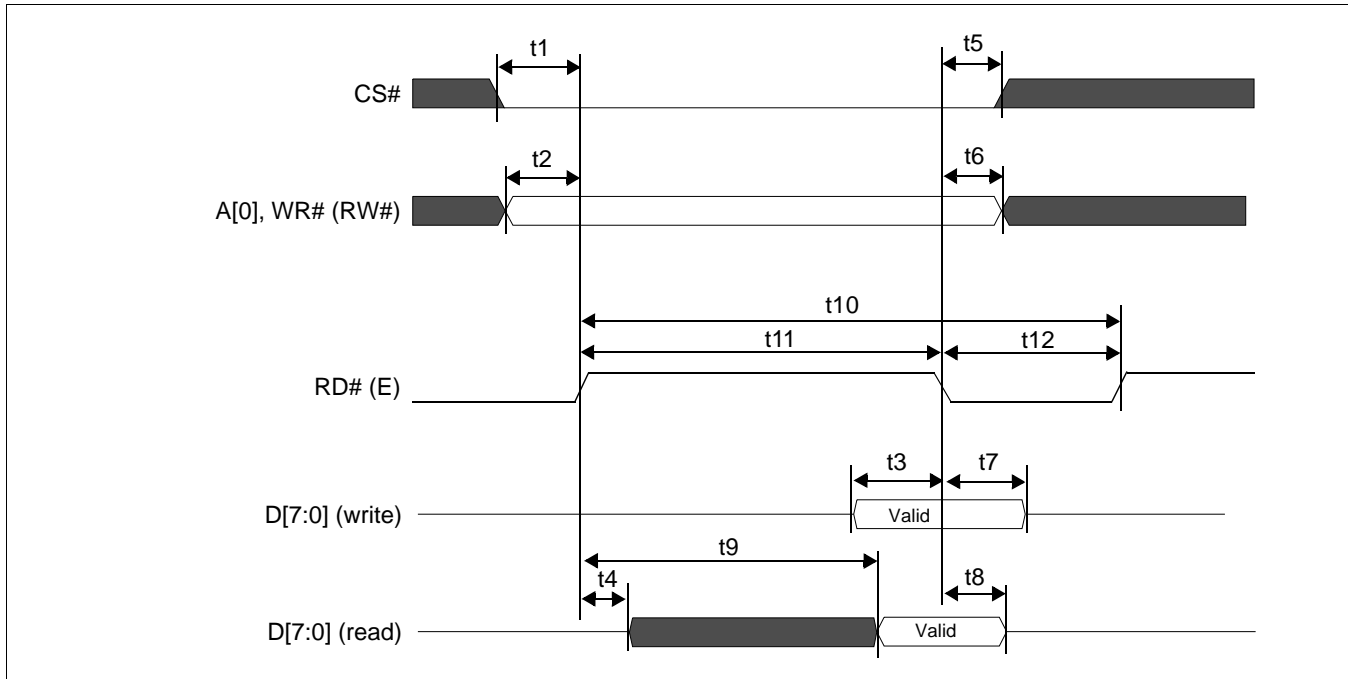 t1
t5
CS#
t2
t6
A[0], WR# (RW#)
t10
t11
t12
RD# (E)
t3
t7
D[7:0] (write)
Valid
t9
t4
t8
D[7:0] (read)
Valid